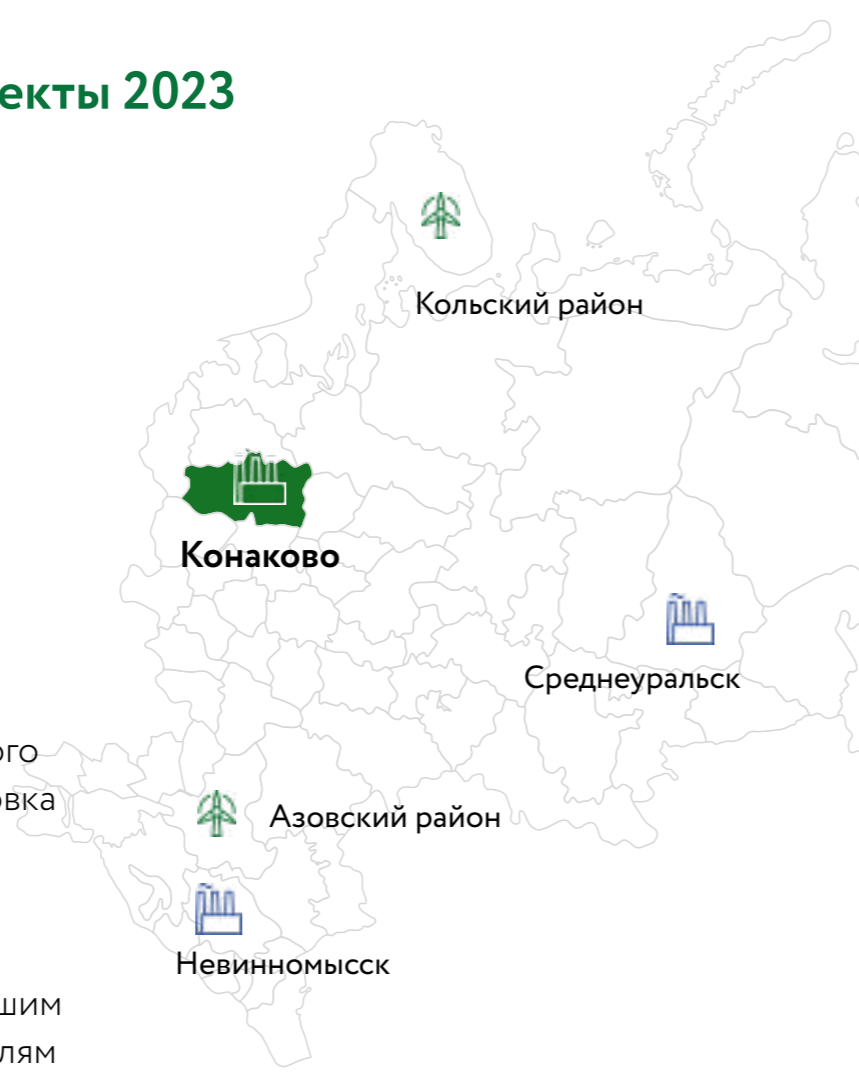 екты 2023
Кольский район
Конаково
Среднеуральск
ого
овка
Азовский район
Невинномысск
шим
лям